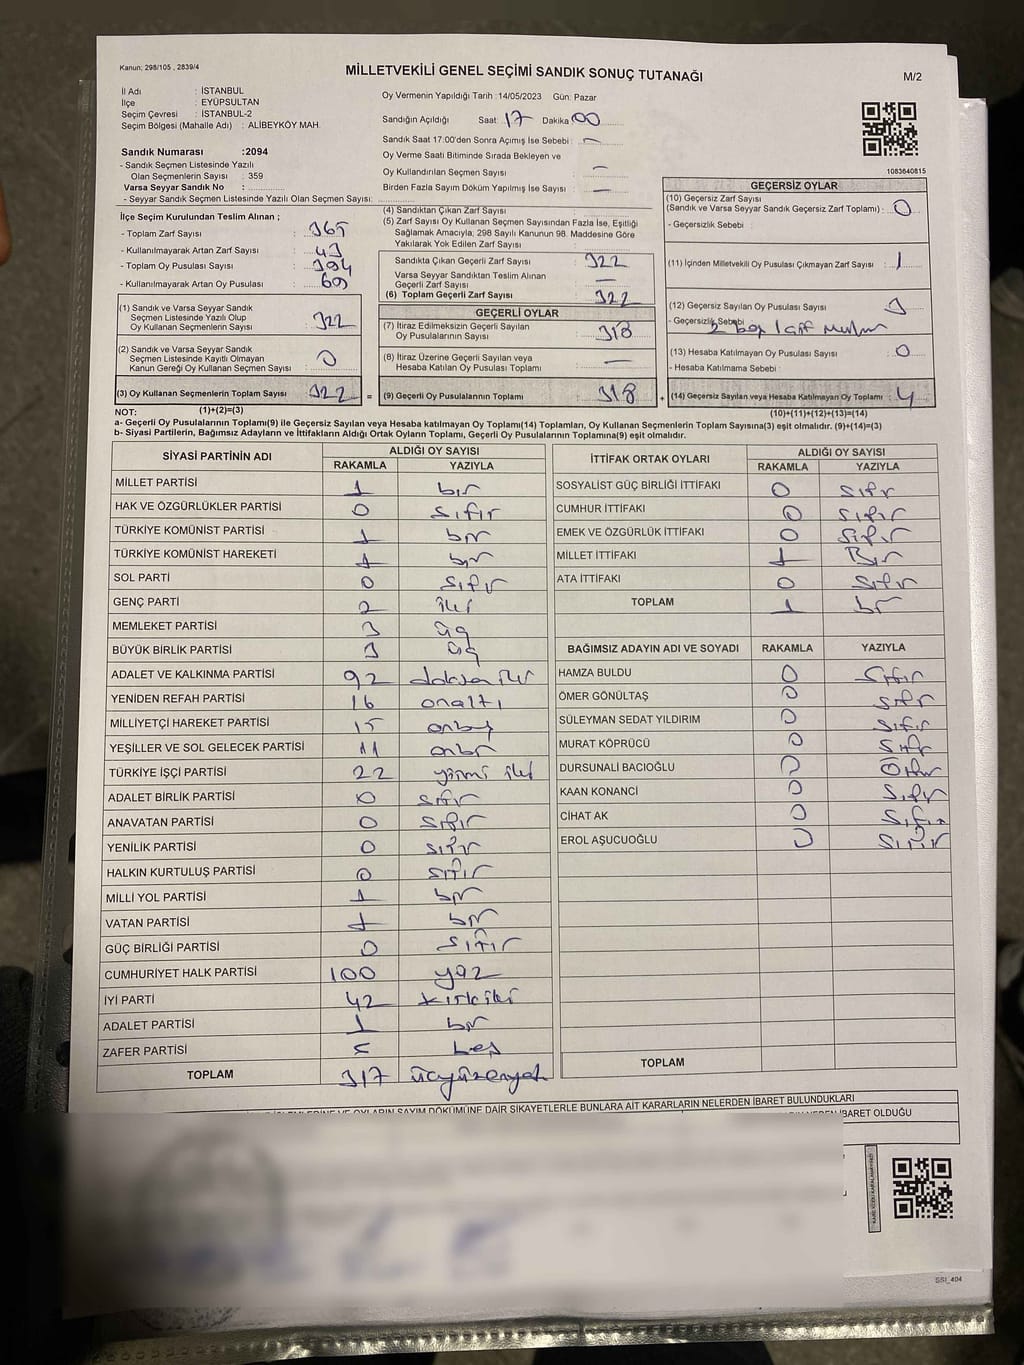 Kanun: 298/105 , 2839/4
MİLLETVEKİLİ GENEL SEÇİMİ SANDIK SONUÇ TUTANAĞI
M/2
İl Adı : İSTANBUL
İlçe : EYÜPSULTAN
Seçim Çevresi : İSTANBUL-2
Seçim Bölgesi (Mahalle Adı) : ALİBEYKÖY MAH.
Oy Vermenin Yapıldığı Tarih :14/05/2023 Gün: Pazar
Sandığın Açıldığı Saat: 17 Dakika 00
Sandık Saat 17:00'den Sonra Açımış İse Sebebi : —
Oy Verme Saati Bitiminde Sırada Bekleyen ve
Oy Kullandırılan Seçmen Sayısı : —
Birden Fazla Sayım Döküm Yapılmış İse Sayısı : —
1083640815
Sandık Numarası :2094
- Sandık Seçmen Listesinde Yazılı
Olan Seçmenlerin Sayısı : 359
Varsa Seyyar Sandık No :
- Seyyar Sandık Seçmen Listesinde Yazılı Olan Seçmen Sayısı:
İlçe Seçim Kurulundan Teslim Alınan ;
- Toplam Zarf Sayısı : 365
- Kullanılmayarak Artan Zarf Sayısı : 43
- Toplam Oy Pusulası Sayısı : 394
- Kullanılmayarak Artan Oy Pusulası :
(1) Sandık ve Varsa Seyyar Sandık
Seçmen Listesinde Yazılı Olup
Oy Kullanan Seçmenlerin Sayısı : 322
(2) Sandık ve Varsa Seyyar Sandık
Seçmen Listesinde Kayıtlı Olmayan
Kanun Gereği Oy Kullanan Seçmen Sayısı : 0
(3) Oy Kullanan Seçmenlerin Toplam Sayısı : 322 =
(4) Sandıktan Çıkan Zarf Sayısı :
(5) Zarf Sayısı Oy Kullanan Seçmen Sayısından Fazla İse, Eşitliği
Sağlamak Amacıyla, 298 Sayılı Kanunun 98. Maddesine Göre
Yakılarak Yok Edilen Zarf Sayısı :
Sandıkta Çıkan Geçerli Zarf Sayısı : 322
Varsa Seyyar Sandıktan Teslim Alınan
Geçerli Zarf Sayısı : —
(6) Toplam Geçerli Zarf Sayısı : 322
GEÇERLİ OYLAR
(7) İtiraz Edilmeksizin Geçerli Sayılan
Oy Pusulalarının Sayısı : 318
(8) İtiraz Üzerine Geçerli Sayılan veya
Hesaba Katılan Oy Pusulası Toplamı : —
(9) Geçerli Oy Pusulalarının Toplamı : 318 +
GEÇERSİZ OYLAR
(10) Geçersiz Zarf Sayısı
(Sandık ve Varsa Seyyar Sandık Geçersiz Zarf Toplamı) : 0
- Geçersizlik Sebebi :
(11) İçinden Milletvekili Oy Pusulası Çıkmayan Zarf Sayısı : 1
(12) Geçersiz Sayılan Oy Pusulası Sayısı : 3
- Geçersizlik Sebebi : 2 boş 1 çift
(13) Hesaba Katılmayan Oy Pusulası Sayısı : 0
- Hesaba Katılmama Sebebi :
(14) Geçersiz Sayılan veya Hesaba Katılmayan Oy Toplamı : 4
NOT: (1)+(2)=(3)
(10)+(11)+(12)+(13)=(14)
a- Geçerli Oy Pusulalarının Toplamı(9) ile Geçersiz Sayılan veya Hesaba katılmayan Oy Toplamı(14) Toplamları, Oy Kullanan Seçmenlerin Toplam Sayısına(3) eşit olmalıdır. (9)+(14)=(3)
b- Siyasi Partilerin, Bağımsız Adayların ve İttifakların Aldığı Ortak Oyların Toplamı, Geçerli Oy Pusulalarının Toplamına(9) eşit olmalıdır.
SİYASİ PARTİNİN ADI ALDIĞI OY SAYISI
RAKAMLA YAZIYLA
MİLLET PARTİSİ 1 bir
HAK VE ÖZGÜRLÜKLER PARTİSİ 0 sıfır
TÜRKİYE KOMÜNİST PARTİSİ 1 bir
TÜRKİYE KOMÜNİST HAREKETİ 1 bir
SOL PARTİ 0 sıfır
GENÇ PARTİ 2 iki
MEMLEKET PARTİSİ 3 üç
BÜYÜK BİRLİK PARTİSİ 3 üç
ADALET VE KALKINMA PARTİSİ 92 doksan iki
YENİDEN REFAH PARTİSİ 16 onaltı
MİLLİYETÇİ HAREKET PARTİSİ 15 onbeş
YEŞİLLER VE SOL GELECEK PARTİSİ 11 onbir
TÜRKİYE İŞÇİ PARTİSİ 22 yirmi iki
ADALET BİRLİK PARTİSİ 0 sıfır
ANAVATAN PARTİSİ 0 sıfır
YENİLİK PARTİSİ 0 sıfır
HALKIN KURTULUŞ PARTİSİ 0 sıfır
MİLLİ YOL PARTİSİ 1 bir
VATAN PARTİSİ 1 bir
GÜÇ BİRLİĞİ PARTİSİ 0 sıfır
CUMHURİYET HALK PARTİSİ 100 yüz
İYİ PARTİ 42 kırkiki
ADALET PARTİSİ 1 bir
ZAFER PARTİSİ 5 beş
TOPLAM 317 üçyüzonyedi
İTTİFAK ORTAK OYLARI ALDIĞI OY SAYISI
RAKAMLA YAZIYLA
SOSYALİST GÜÇ BİRLİĞİ İTTİFAKI 0 sıfır
CUMHUR İTTİFAKI 0 sıfır
EMEK VE ÖZGÜRLÜK İTTİFAKI 0 sıfır
MİLLET İTTİFAKI 1 Bir
ATA İTTİFAKI 0 sıfır
TOPLAM 1 bir
BAĞIMSIZ ADAYIN ADI VE SOYADI RAKAMLA YAZIYLA
HAMZA BULDU 0 Sıfır
ÖMER GÖNÜLTAŞ 0 sıfır
SÜLEYMAN SEDAT YILDIRIM 0 sıfır
MURAT KÖPRÜCÜ 0 sıfır
DURSUNALİ BACIOĞLU 0
KAAN KONANCİ 0 sıfır
CİHAT AK 0 sıfır
EROL AŞUCUOĞLU 0 sıfır
TOPLAM
OYLARIN SAYIM DÖKÜMÜNE DAİR ŞİKAYETLERLE BUNLARA AİT KARARLARIN NELERDEN İBARET BULUNDUKLARI
İBARET OLDUĞU
SSI_404